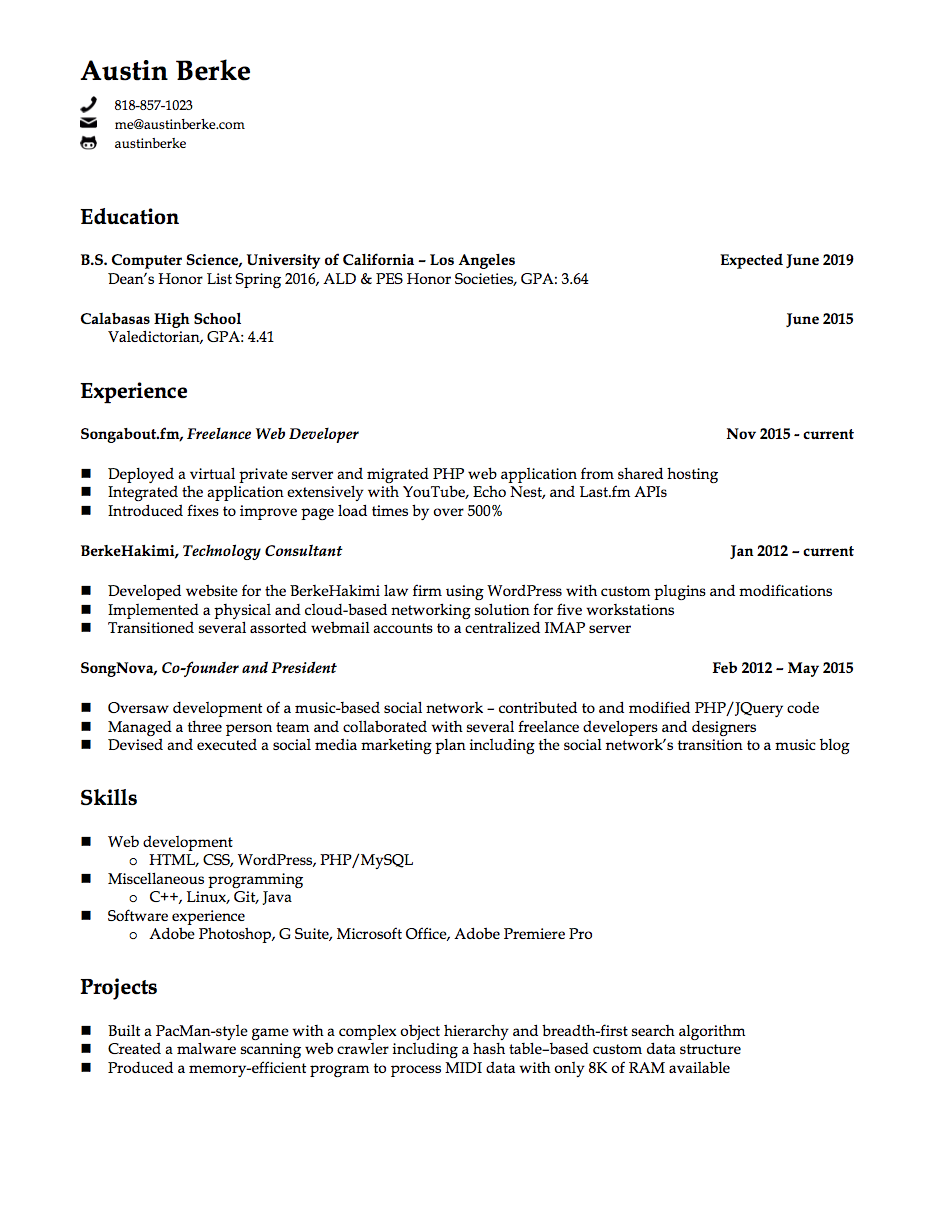 Austin Berke
818-857-1023
me@austinberke.com
austinberke
Education
B.S. Computer Science, University of California – Los Angeles Expected June 2019
Dean's Honor List Spring 2016, ALD & PES Honor Societies, GPA: 3.64
Calabasas High School June 2015
Valedictorian, GPA: 4.41
Experience
Songabout.fm, Freelance Web Developer Nov 2015 - current
■ Deployed a virtual private server and migrated PHP web application from shared hosting
■ Integrated the application extensively with YouTube, Echo Nest, and Last.fm APIs
■ Introduced fixes to improve page load times by over 500%
BerkeHakimi, Technology Consultant Jan 2012 – current
■ Developed website for the BerkeHakimi law firm using WordPress with custom plugins and modifications
■ Implemented a physical and cloud-based networking solution for five workstations
■ Transitioned several assorted webmail accounts to a centralized IMAP server
SongNova, Co-founder and President Feb 2012 – May 2015
■ Oversaw development of a music-based social network – contributed to and modified PHP/JQuery code
■ Managed a three person team and collaborated with several freelance developers and designers
■ Devised and executed a social media marketing plan including the social network's transition to a music blog
Skills
■ Web development
o HTML, CSS, WordPress, PHP/MySQL
■ Miscellaneous programming
o C++, Linux, Git, Java
■ Software experience
o Adobe Photoshop, G Suite, Microsoft Office, Adobe Premiere Pro
Projects
■ Built a PacMan-style game with a complex object hierarchy and breadth-first search algorithm
■ Created a malware scanning web crawler including a hash table–based custom data structure
■ Produced a memory-efficient program to process MIDI data with only 8K of RAM available